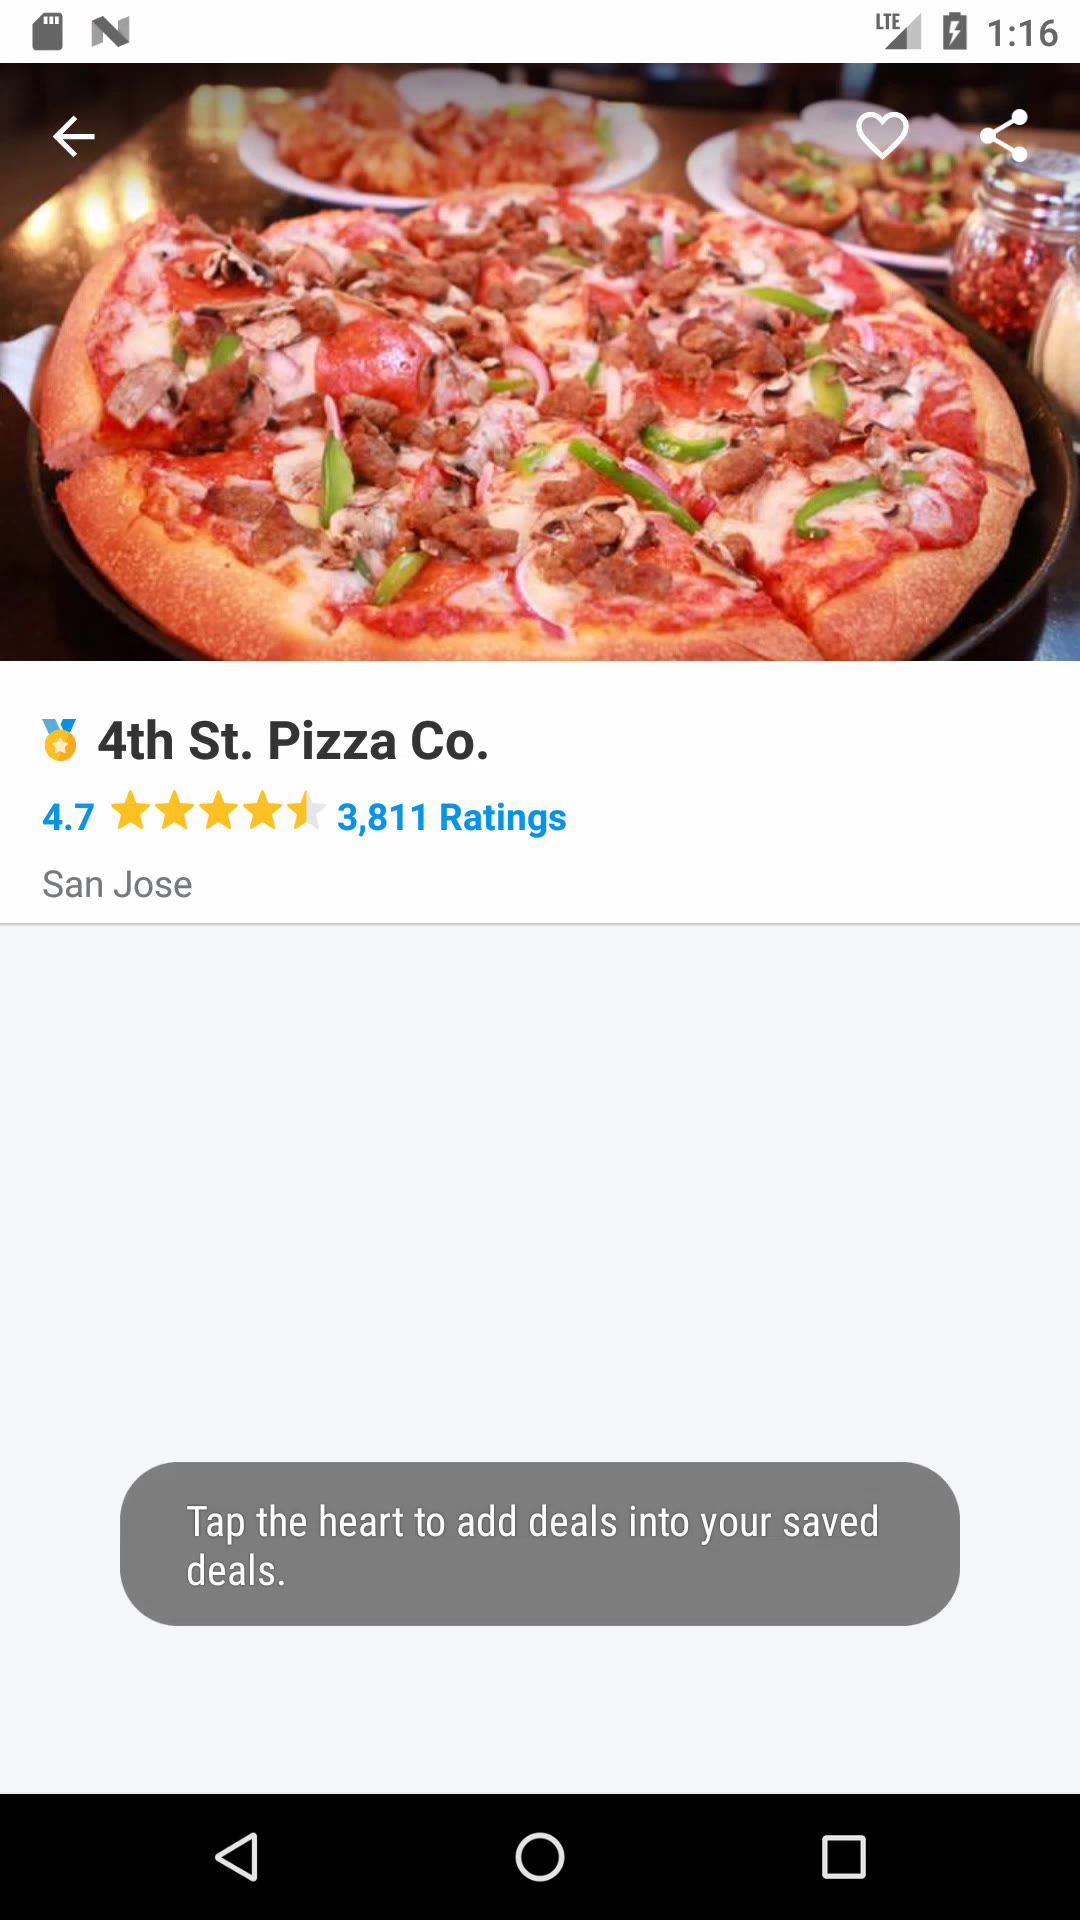 LTE 1:16
4th St. Pizza Co.
4.7 3,811 Ratings
San Jose
Tap the heart to add deals into your saved
deals.